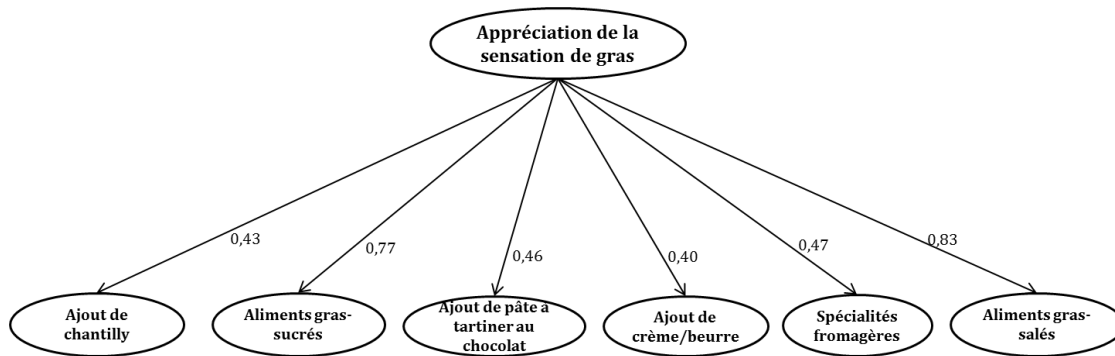 Appréciation de la
sensation de gras
0,43
0,77
0,46
0,40
0,47
0,83
Ajout de
chantilly
Aliments gras-
sucrés
Ajout de pâte à
tartiner au
chocolat
Ajout de
crème/beurre
Spécialités
fromagères
Aliments gras-
salés